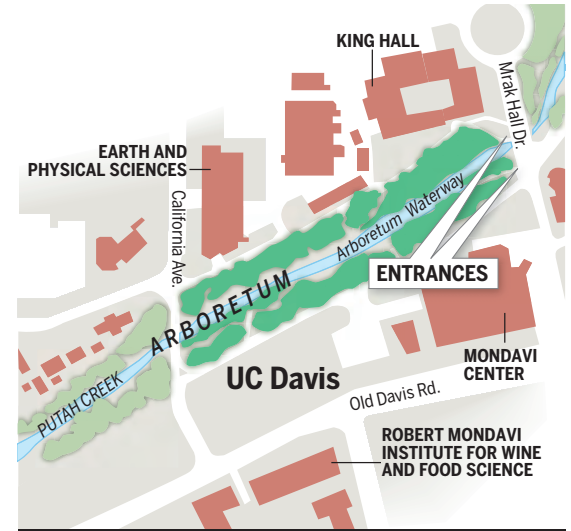 KING HALL
Mrak Hall Dr.
EARTH AND
PHYSICAL SCIENCES
California Ave.
Arboretum Waterway
ENTRANCES
ARBORETUM
MONDAVI
CENTER
UC Davis
PUTAH CREEK
Old Davis Rd.
ROBERT MONDAVI
INSTITUTE FOR WINE
AND FOOD SCIENCE